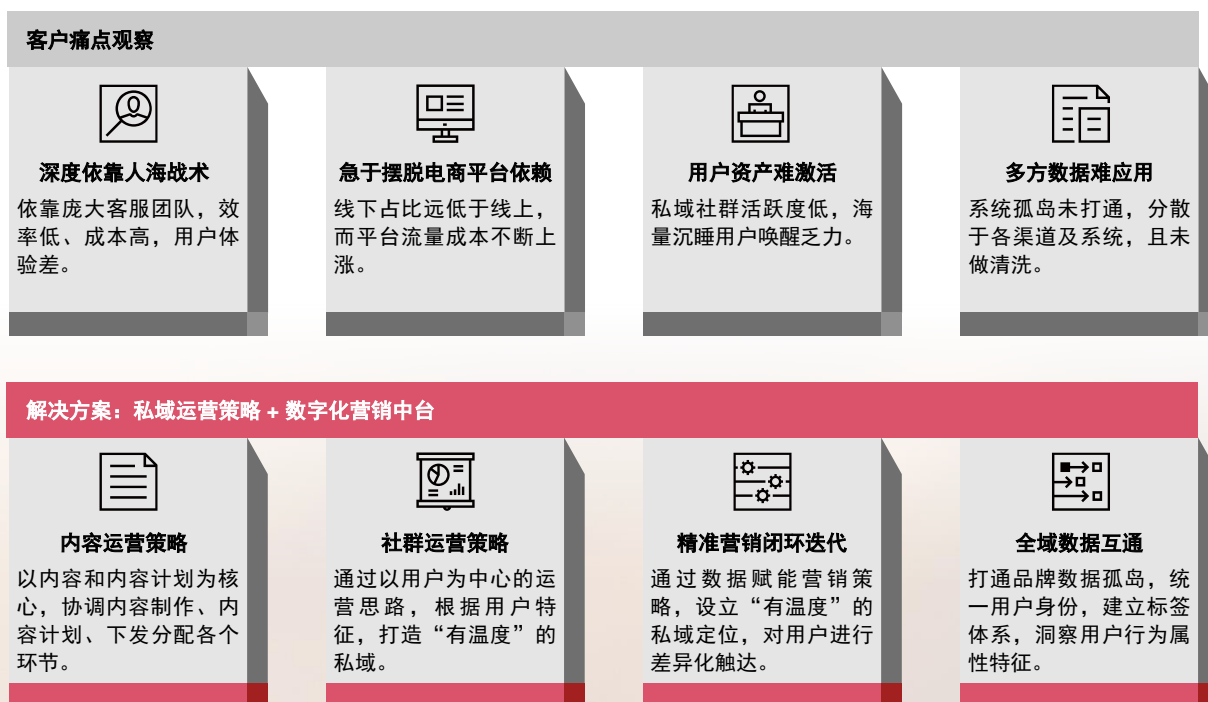 客户痛点观察
深度依靠人海战术
依靠庞大客服团队，效
率低、成本高，用户体
验差。
急于摆脱电商平台依赖
线下占比远低于线上，
而平台流量成本不断上
涨。
用户资产难激活
私域社群活跃度低，海
量沉睡用户唤醒乏力。
多方数据难应用
系统孤岛未打通，分散
于各渠道及系统，且未
做清洗。
解决方案：私域运营策略 + 数字化营销中台
内容运营策略
以内容和内容计划为核
心，协调内容制作、内
容计划、下发分配各个
环节。
社群运营策略
通过以用户为中心的运
营思路，根据用户特
征，打造“有温度”的
私域。
精准营销闭环迭代
通过数据赋能营销策
略，设立“有温度”的
私域定位，对用户进行
差异化触达。
全域数据互通
打通品牌数据孤岛，统
一用户身份，建立标签
体系，洞察用户行为属
性特征。